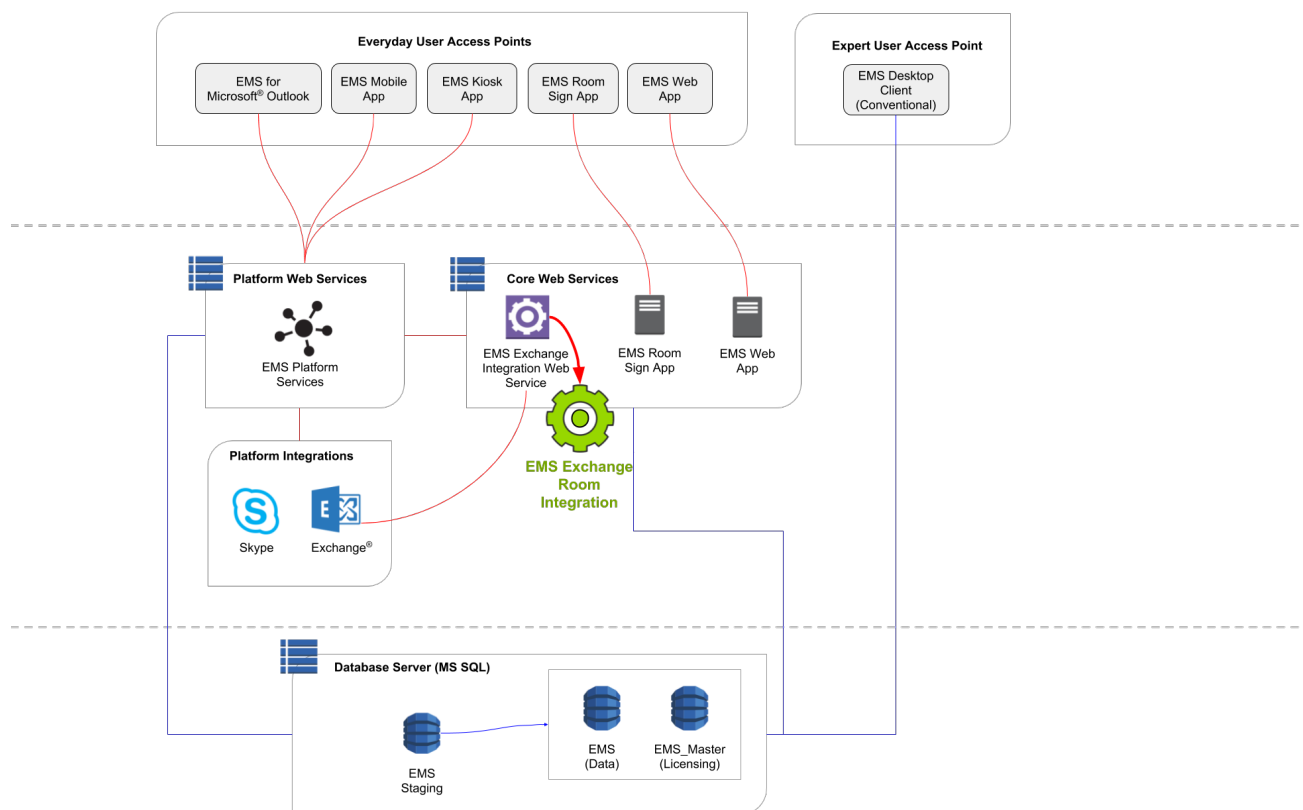 Everyday User Access Points
EMS for
Microsoft® Outlook
EMS Mobile
App
EMS Kiosk
App
EMS Room
Sign App
EMS Web
App
Expert User Access Point
EMS Desktop
Client
(Conventional)
Platform Web Services
EMS Platform
Services
Core Web Services
EMS Exchange
Integration Web
Service
EMS Room
Sign App
EMS Web
App
EMS Exchange
Room
Integration
Platform Integrations
S
Skype
E
Exchange®
Database Server (MS SQL)
EMS
Staging
EMS
(Data)
EMS_Master
(Licensing)